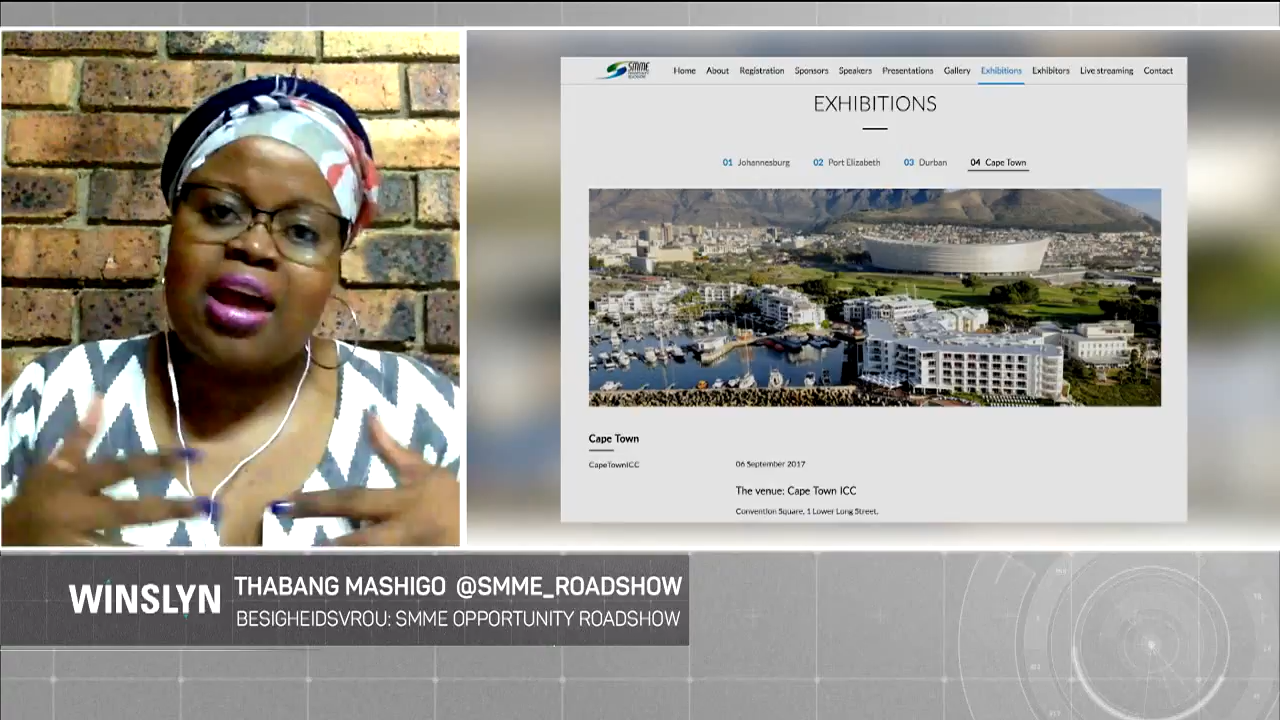 SMME
Home About Registration Sponsors Speakers Presentations Gallery Exhibitions Exhibitors Live streaming Contact
EXHIBITIONS
01 Johannesburg 02 Port Elizabeth 03 Durban 04 Cape Town
Cape Town
CapeTownICC
06 September 2017
The venue: Cape Town ICC
Convention Square, 1 Lower Long Street.
WINSLYN
THABANG MASHIGO @SMME_ROADSHOW
BESIGHEIDSVROU: SMME OPPORTUNITY ROADSHOW